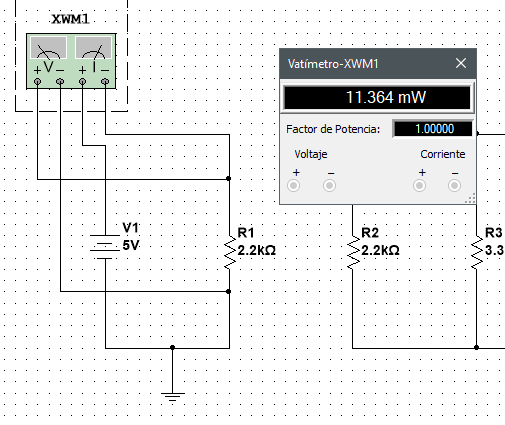 XWM1
V I
+ − + −
Vatímetro-XWM1
11.364 mW
Factor de Potencia: 1.00000
Voltaje Corriente
+ − + −
V1
5V
R1
2.2kΩ
R2
2.2kΩ
R3
3.3